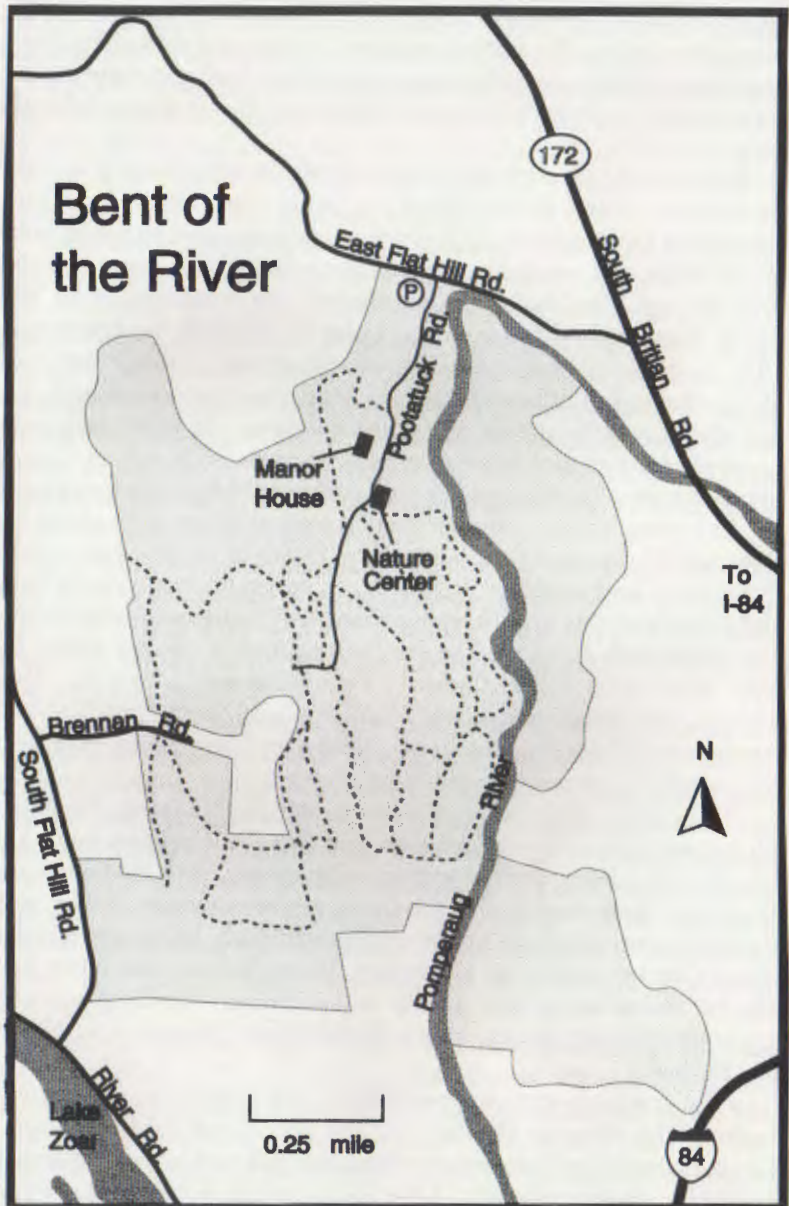 Bent of
the River
172
East Flat Hill Rd.
P
South Britian Rd.
Pootatuck Rd.
Manor
House
Nature
Center
To
I-84
Brennan Rd.
South Flat Hill Rd.
N
Pomperaug River
River Rd.
Lake
Zoar
0.25 mile
84